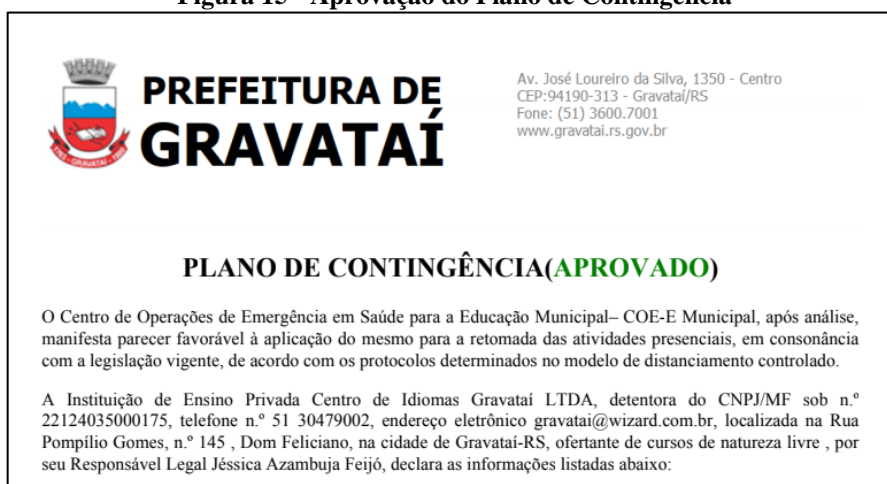 Figura 15 - Aprovação do Plano de Contingência
PREFEITURA DE
GRAVATAÍ
Av. José Loureiro da Silva, 1350 - Centro
CEP:94190-313 - Gravataí/RS
Fone: (51) 3600.7001
www.gravatai.rs.gov.br
1763 - GRAVATAÍ - 1880
PLANO DE CONTINGÊNCIA(APROVADO)
O Centro de Operações de Emergência em Saúde para a Educação Municipal– COE-E Municipal, após análise,
manifesta parecer favorável à aplicação do mesmo para a retomada das atividades presenciais, em consonância
com a legislação vigente, de acordo com os protocolos determinados no modelo de distanciamento controlado.
A Instituição de Ensino Privada Centro de Idiomas Gravataí LTDA, detentora do CNPJ/MF sob n.º
22124035000175, telefone n.º 51 30479002, endereço eletrônico gravatai@wizard.com.br, localizada na Rua
Pompílio Gomes, n.º 145 , Dom Feliciano, na cidade de Gravataí-RS, ofertante de cursos de natureza livre , por
seu Responsável Legal Jéssica Azambuja Feijó, declara as informações listadas abaixo: